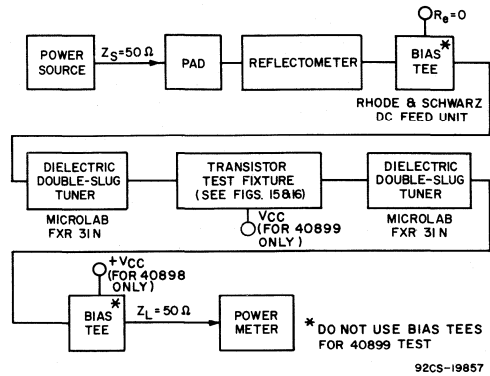 Re=0
POWER SOURCE
ZS=50 Ω
PAD
REFLECTOMETER
BIAS TEE *
RHODE & SCHWARZ
DC FEED UNIT
DIELECTRIC
DOUBLE-SLUG
TUNER
MICROLAB
FXR 31N
TRANSISTOR
TEST FIXTURE
(SEE FIGS. 15&16)
VCC
(FOR 40899
ONLY)
DIELECTRIC
DOUBLE-SLUG
TUNER
MICROLAB
FXR 31N
+VCC
(FOR 40898
ONLY)
BIAS TEE *
ZL=50 Ω
POWER
METER
* DO NOT USE BIAS TEES
FOR 40899 TEST
92CS-19857